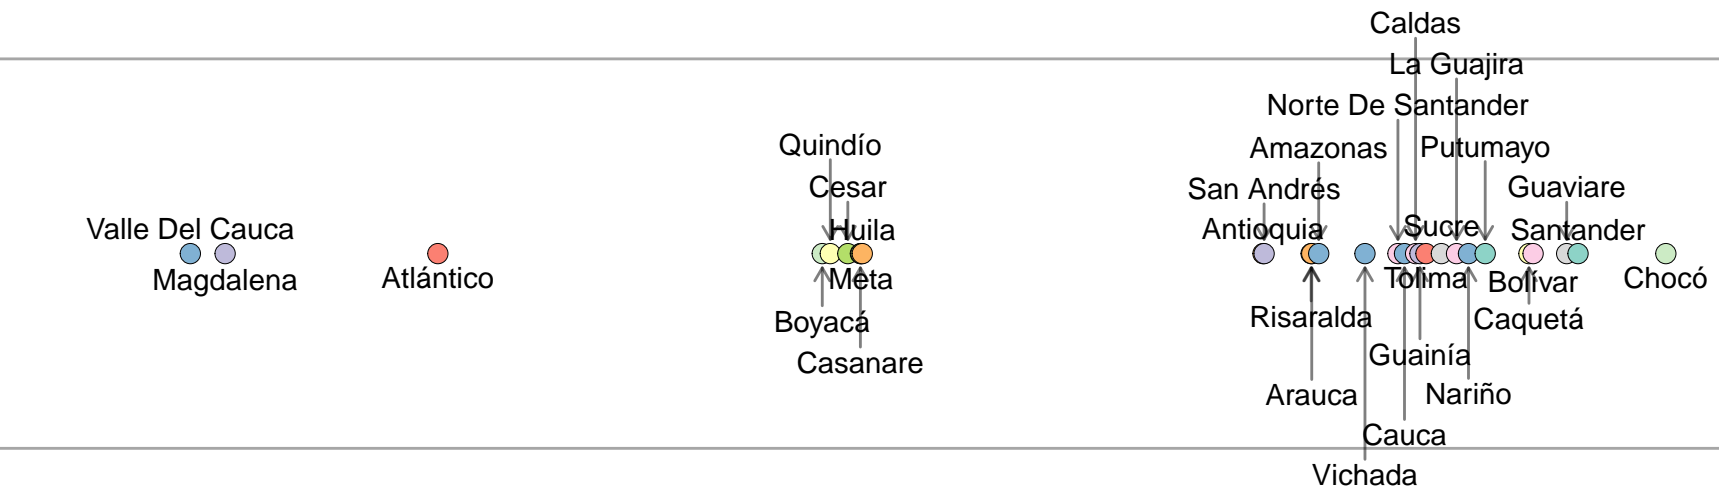 Caldas
La Guajira
Norte De Santander
Quindío
Amazonas
Putumayo
Cesar
San Andrés
Guaviare
Valle Del Cauca
Huila
Antioquia
Sucre
Santander
Magdalena
Atlántico
Meta
Tolima
Bolívar
Chocó
Boyacá
Risaralda
Caquetá
Casanare
Guainía
Arauca
Nariño
Cauca
Vichada